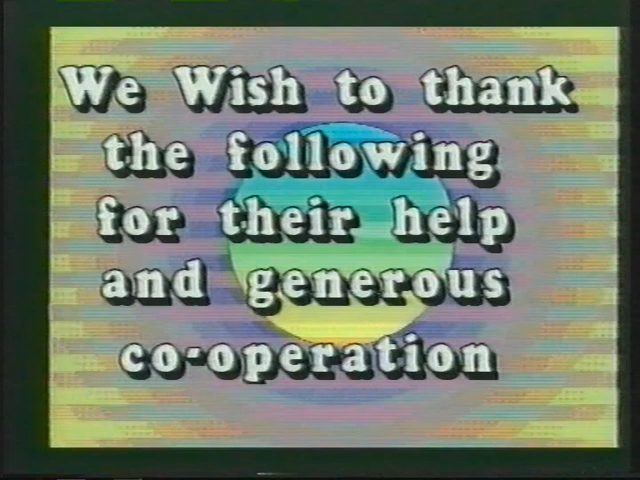 We Wish to thank
the following
for their help
and generous
co-operation